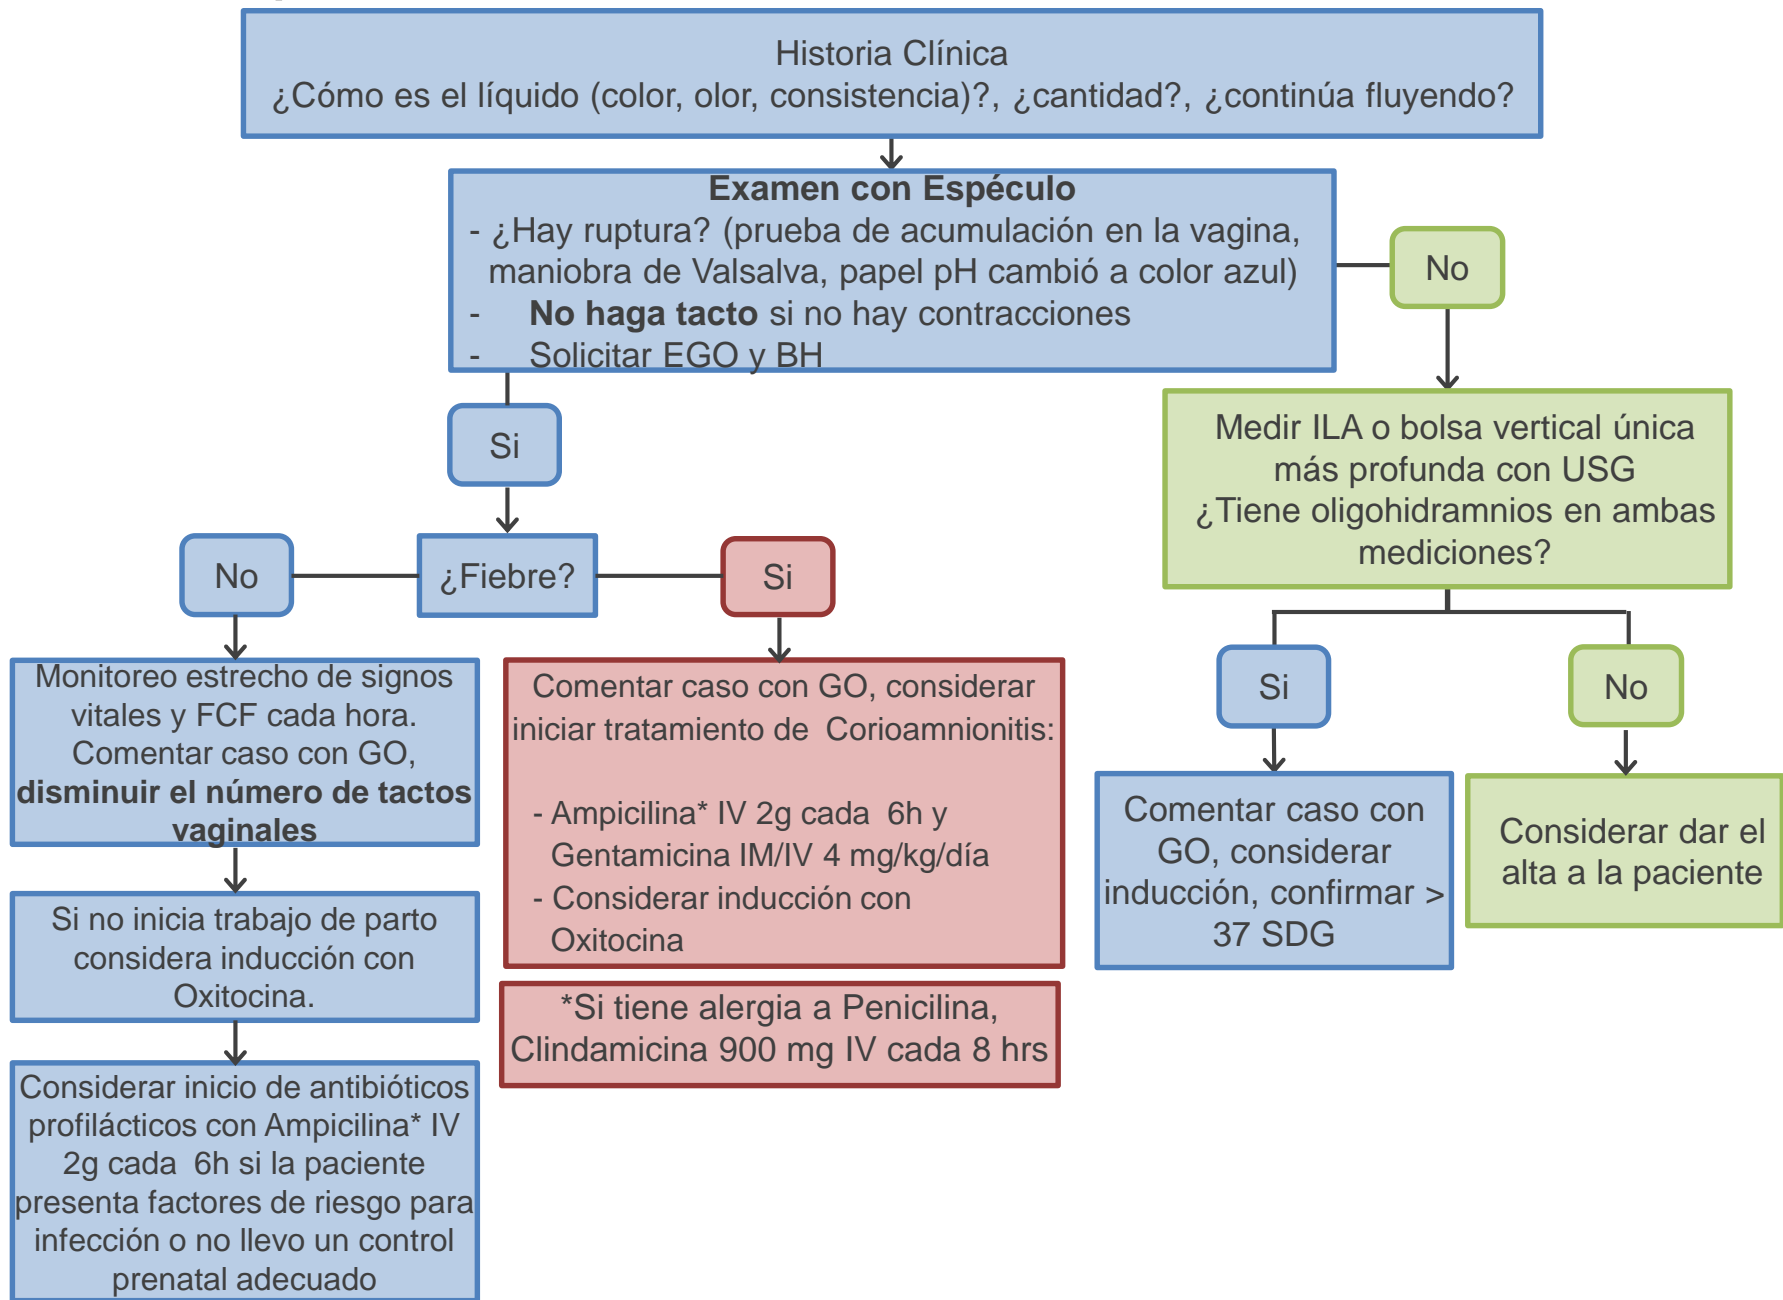 Historia Clínica
¿Cómo es el líquido (color, olor, consistencia)?, ¿cantidad?, ¿continúa fluyendo?
Examen con Espéculo
- ¿Hay ruptura? (prueba de acumulación en la vagina,
maniobra de Valsalva, papel pH cambió a color azul)
- No haga tacto si no hay contracciones
- Solicitar EGO y BH
No
Si
Medir ILA o bolsa vertical única
más profunda con USG
¿Tiene oligohidramnios en ambas
mediciones?
No
¿Fiebre?
Si
Si
No
Monitoreo estrecho de signos
vitales y FCF cada hora.
Comentar caso con GO,
disminuir el número de tactos
vaginales
Comentar caso con GO, considerar
iniciar tratamiento de Corioamnionitis:
- Ampicilina* IV 2g cada 6h y
Gentamicina IM/IV 4 mg/kg/día
- Considerar inducción con
Oxitocina
Comentar caso con
GO, considerar
inducción, confirmar >
37 SDG
Considerar dar el
alta a la paciente
Si no inicia trabajo de parto
considera inducción con
Oxitocina.
*Si tiene alergia a Penicilina,
Clindamicina 900 mg IV cada 8 hrs
Considerar inicio de antibióticos
profilácticos con Ampicilina* IV
2g cada 6h si la paciente
presenta factores de riesgo para
infección o no llevo un control
prenatal adecuado